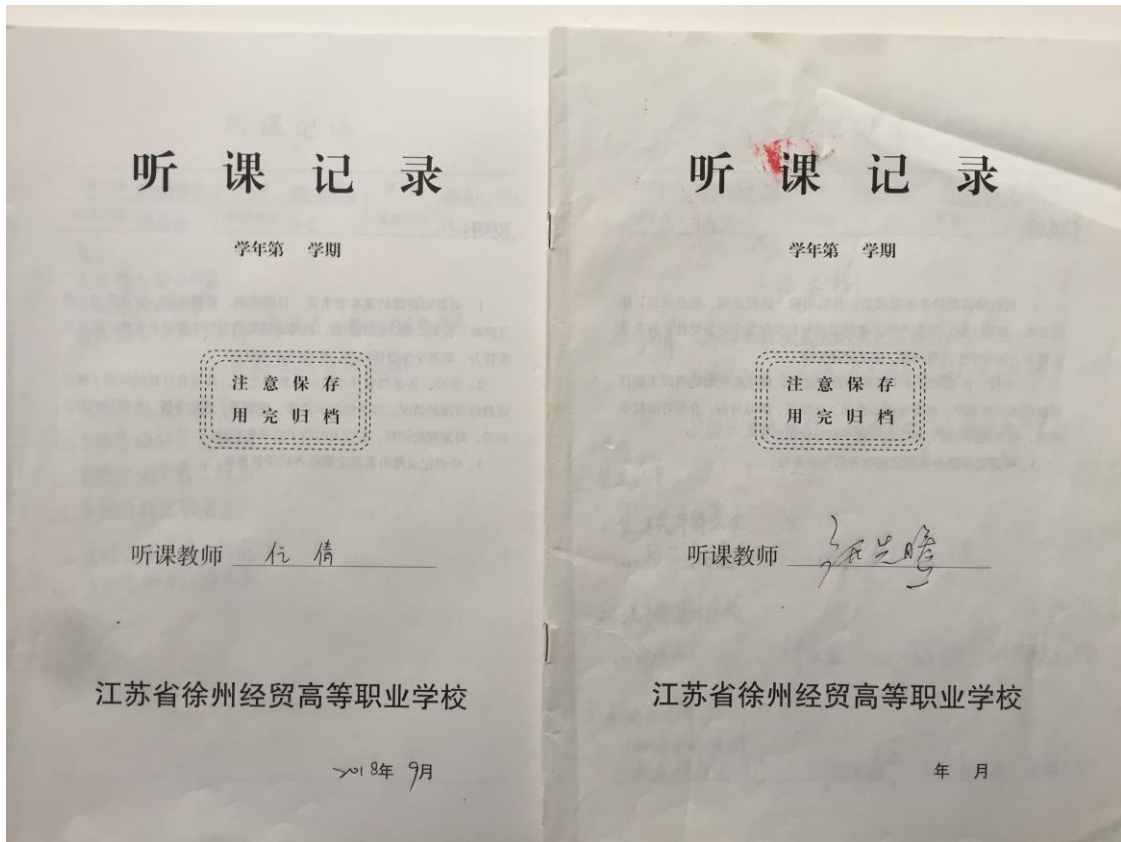 听课记录
学年第 学期
注意保存
用完归档
听课教师 仡倩
江苏省徐州经贸高等职业学校
2018年 9月
听课记录
学年第 学期
注意保存
用完归档
听课教师 张先瞻
江苏省徐州经贸高等职业学校
年 月